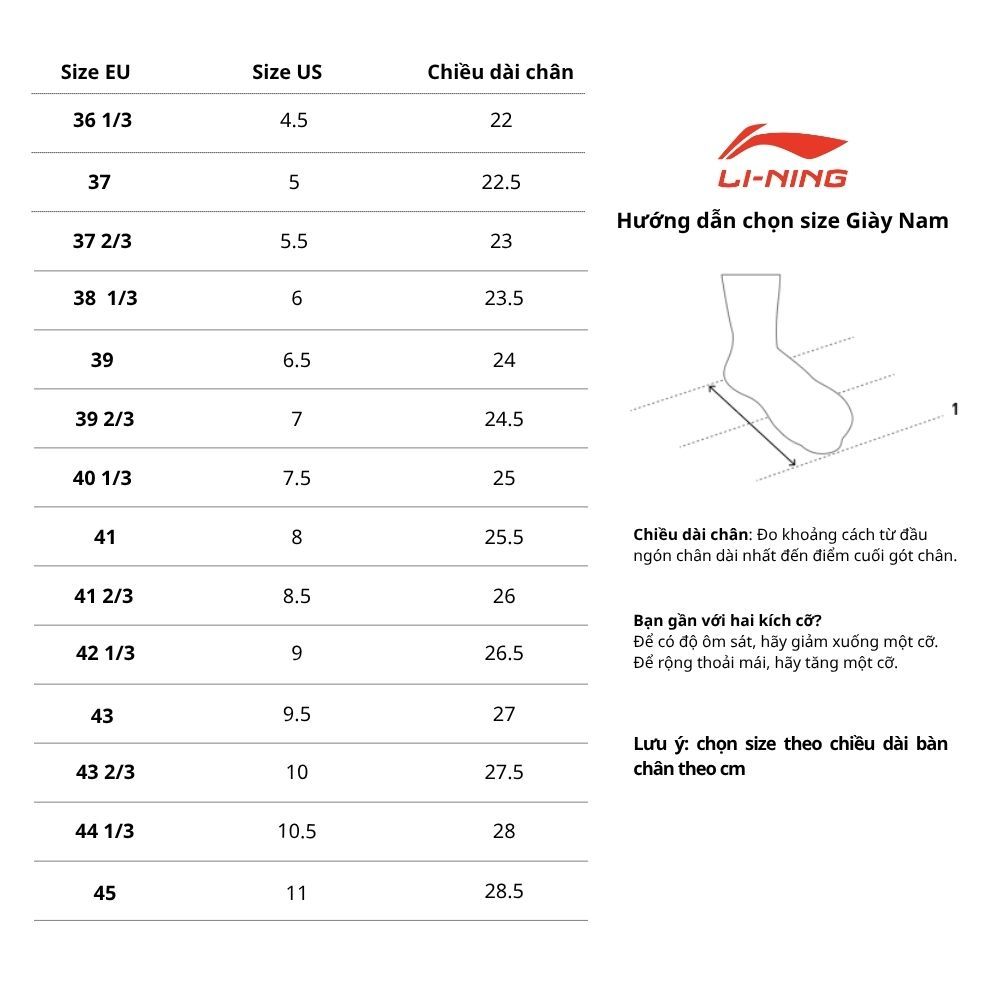 Size EU Size US Chiều dài chân
36 1/3 4.5 22
37 5 22.5
37 2/3 5.5 23
38 1/3 6 23.5
39 6.5 24
39 2/3 7 24.5
40 1/3 7.5 25
41 8 25.5
41 2/3 8.5 26
42 1/3 9 26.5
43 9.5 27
43 2/3 10 27.5
44 1/3 10.5 28
45 11 28.5
LI-NING
Hướng dẫn chọn size Giày Nam
1
Chiều dài chân: Đo khoảng cách từ đầu
ngón chân dài nhất đến điểm cuối gót chân.
Bạn gần với hai kích cỡ?
Để có độ ôm sát, hãy giảm xuống một cỡ.
Để rộng thoải mái, hãy tăng một cỡ.
Lưu ý: chọn size theo chiều dài bàn
chân theo cm